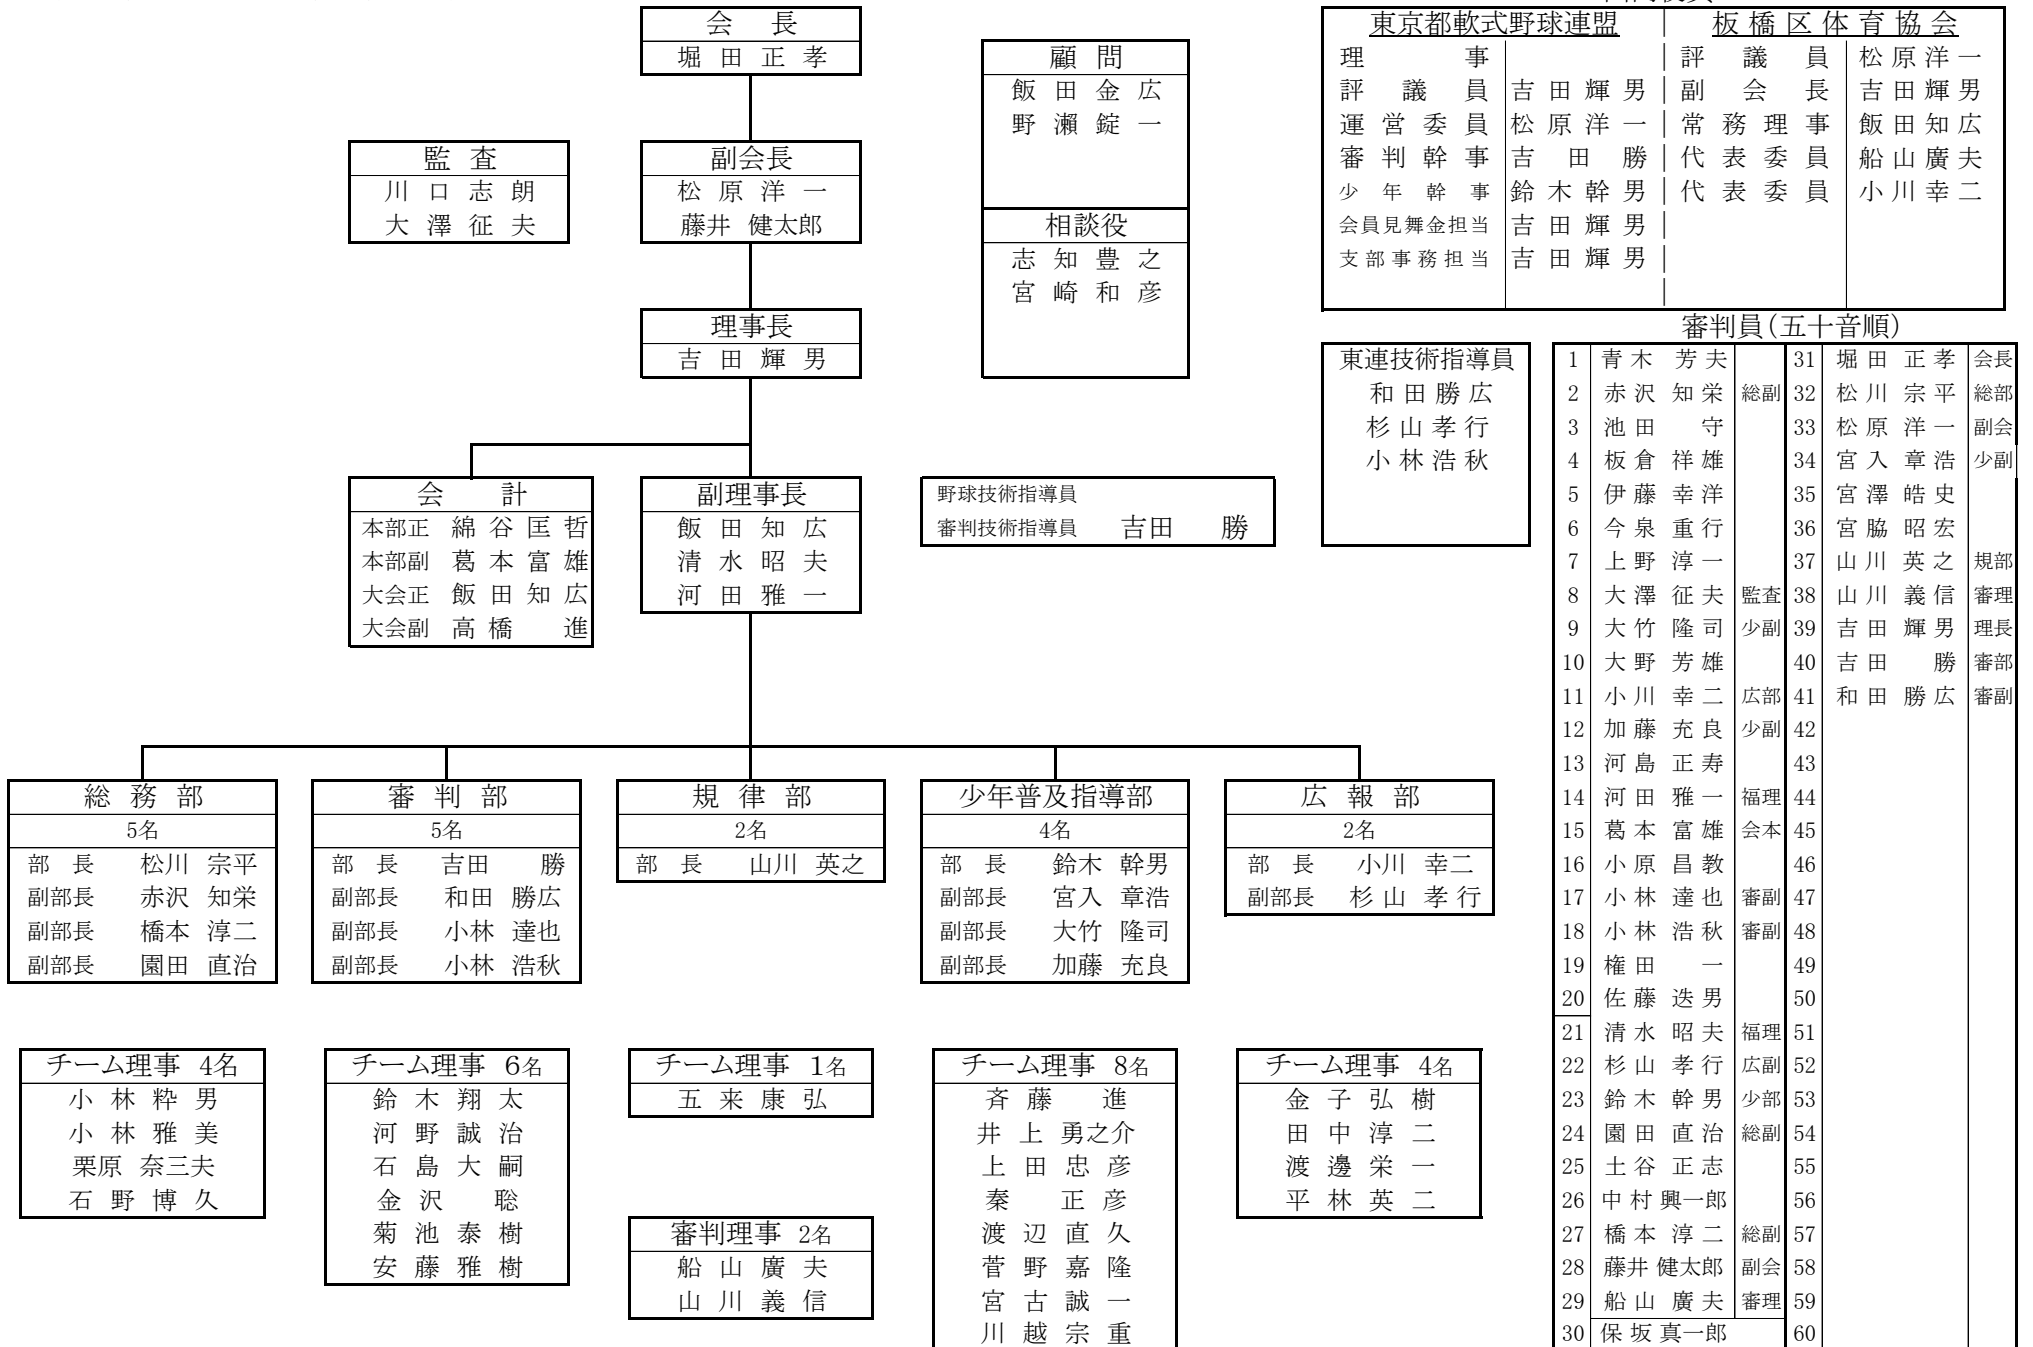 会長
堀田正孝
顧問
飯田金広
野瀬錠一
相談役
志知豊之
宮崎和彦
監査
川口志朗
大澤征夫
副会長
松原洋一
藤井 健太郎
理事長
吉田輝男
会計
本部正 綿谷匡哲
本部副 葛本富雄
大会正 飯田知広
大会副 高橋 進
副理事長
飯田知広
清水昭夫
河田雅一
野球技術指導員
審判技術指導員 吉田 勝
東京都軟式野球連盟 | 板橋区体育協会
理事 | 評議員 松原洋一
評議員 吉田輝男 | 副会長 吉田輝男
運営委員 松原洋一 | 常務理事 飯田知広
審判幹事 吉田勝 | 代表委員 船山廣夫
少年幹事 鈴木幹男 | 代表委員 小川幸二
会員見舞金担当 吉田輝男 |
支部事務担当 吉田輝男 |
|
東連技術指導員
和田勝広
杉山孝行
小林浩秋
審判員(五十音順)
1 青木 芳夫 31 堀田 正孝 会長
2 赤沢 知栄 総副 32 松川 宗平 総部
3 池田 守 33 松原 洋一 副会
4 板倉 祥雄 34 宮入 章浩 少副
5 伊藤 幸洋 35 宮澤 皓史
6 今泉 重行 36 宮脇 昭宏
7 上野 淳一 37 山川 英之 規部
8 大澤 征夫 監査 38 山川 義信 審理
9 大竹 隆司 少副 39 吉田 輝男 理長
10 大野 芳雄 40 吉田 勝 審部
11 小川 幸二 広部 41 和田 勝広 審副
12 加藤 充良 少副 42
13 河島 正寿 43
14 河田 雅一 福理 44
15 葛本 富雄 会本 45
16 小原 昌教 46
17 小林 達也 審副 47
18 小林 浩秋 審副 48
19 権田 一 49
20 佐藤 迭男 50
21 清水 昭夫 福理 51
22 杉山 孝行 広副 52
23 鈴木 幹男 少部 53
24 園田 直治 総副 54
25 土谷 正志 55
26 中村 興一郎 56
27 橋本 淳二 総副 57
28 藤井 健太郎 副会 58
29 船山 廣夫 審理 59
30 保坂 真一郎 60
総務部
5名
部長 松川 宗平
副部長 赤沢 知栄
副部長 橋本 淳二
副部長 園田 直治
審判部
5名
部長 吉田 勝
副部長 和田 勝広
副部長 小林 達也
副部長 小林 浩秋
規律部
2名
部長 山川 英之
少年普及指導部
4名
部長 鈴木 幹男
副部長 宮入 章浩
副部長 大竹 隆司
副部長 加藤 充良
広報部
2名
部長 小川 幸二
副部長 杉山 孝行
チーム理事 4名
小林粋男
小林雅美
栗原 奈三夫
石野博久
チーム理事 6名
鈴木翔太
河野誠治
石島大嗣
金沢 聡
菊池泰樹
安藤雅樹
チーム理事 1名
五来康弘
審判理事 2名
船山廣夫
山川義信
チーム理事 8名
斉藤 進
井上 勇之介
上田忠彦
秦 正彦
渡辺直久
菅野嘉隆
宮古誠一
川越宗重
チーム理事 4名
金子弘樹
田中淳二
渡邊栄一
平林英二